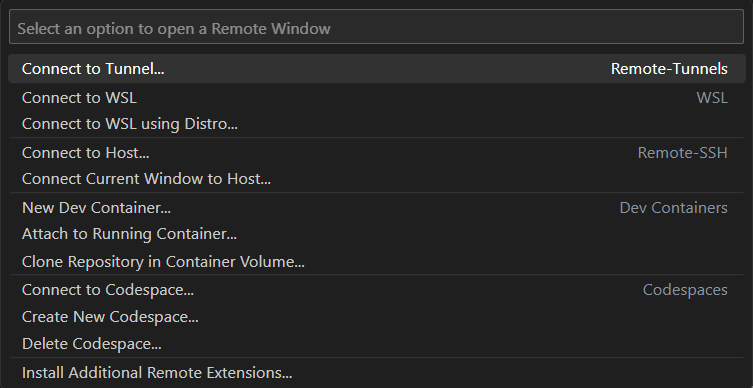 Select an option to open a Remote Window
Connect to Tunnel... Remote-Tunnels
Connect to WSL WSL
Connect to WSL using Distro...
Connect to Host... Remote-SSH
Connect Current Window to Host...
New Dev Container... Dev Containers
Attach to Running Container...
Clone Repository in Container Volume...
Connect to Codespace... Codespaces
Create New Codespace...
Delete Codespace...
Install Additional Remote Extensions...